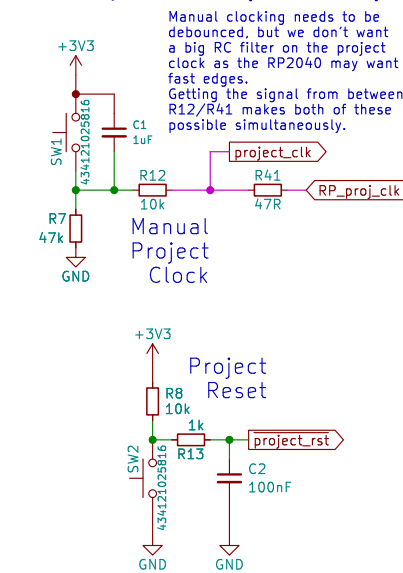 Manual clocking needs to be
debounced, but we don't want
a big RC filter on the project
clock as the RP2040 may want
fast edges.
Getting the signal from between
R12/R41 makes both of these
possible simultaneously.
+3V3
SW1
434121025816
C1
1uF
project_clk
R12
10k
R41
47R
RP_proj_clk
R7
47k
GND
Manual
Project
Clock
+3V3
Project
Reset
R8
10k
1k
R13
project_rst
SW2
434121025816
C2
100nF
GND
GND